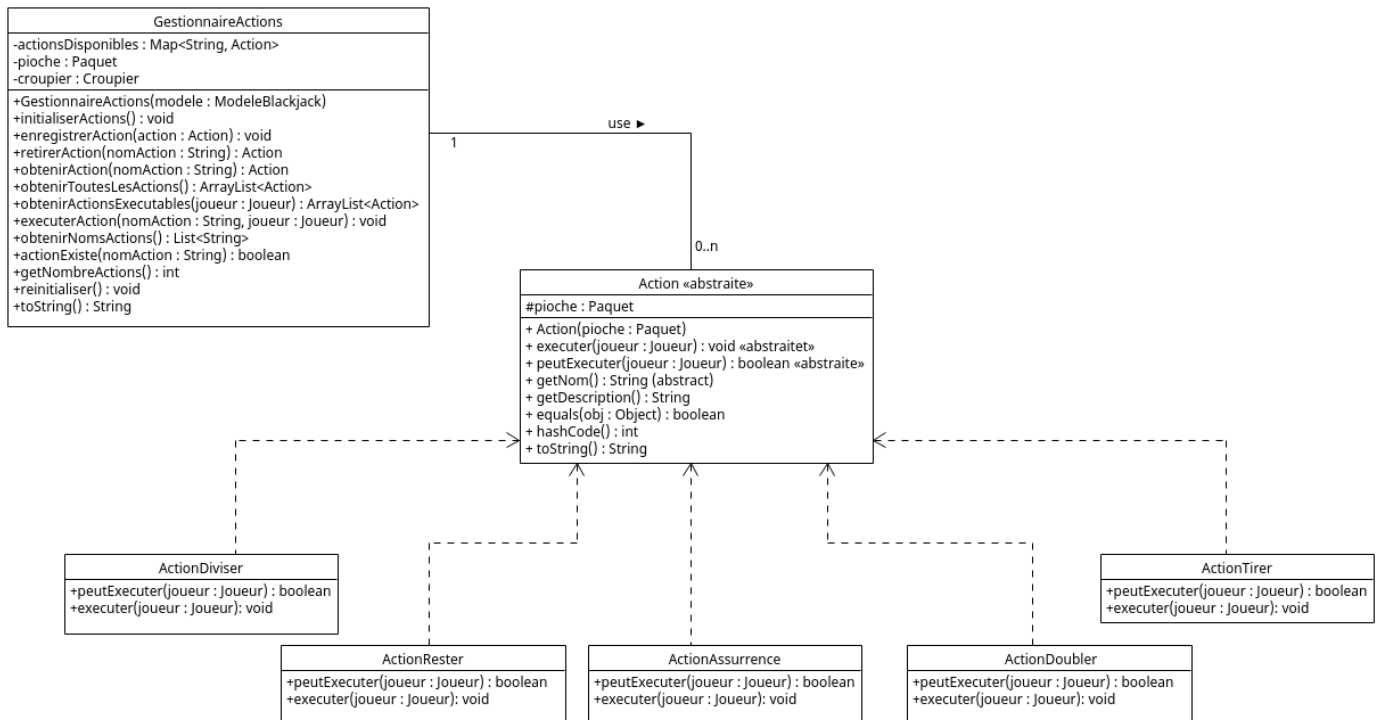 GestionnaireActions
-actionsDisponibles : Map<String, Action>
-pioche : Paquet
-croupier : Croupier
+GestionnaireActions(modele : ModeleBlackjack)
+initialiserActions() : void
+enregistrerAction(action : Action) : void
+retirerAction(nomAction : String) : Action
+obtenirAction(nomAction : String) : Action
+obtenirToutesLesActions() : ArrayList<Action>
+obtenirActionsExecutables(joueur : Joueur) : ArrayList<Action>
+executerAction(nomAction : String, joueur : Joueur) : void
+obtenirNomsActions() : List<String>
+actionExiste(nomAction : String) : boolean
+getNombreActions() : int
+reinitialiser() : void
+toString() : String
use ►
1
0..n
Action «abstraite»
#pioche : Paquet
+ Action(pioche : Paquet)
+ executer(joueur : Joueur) : void «abstraitet»
+ peutExecuter(joueur : Joueur) : boolean «abstraite»
+ getNom() : String (abstract)
+ getDescription() : String
+ equals(obj : Object) : boolean
+ hashCode() : int
+ toString() : String
ActionDiviser
+peutExecuter(joueur : Joueur) : boolean
+executer(joueur : Joueur): void
ActionRester
+peutExecuter(joueur : Joueur) : boolean
+executer(joueur : Joueur): void
ActionAssurrence
+peutExecuter(joueur : Joueur) : boolean
+executer(joueur : Joueur): void
ActionDoubler
+peutExecuter(joueur : Joueur) : boolean
+executer(joueur : Joueur): void
ActionTirer
+peutExecuter(joueur : Joueur) : boolean
+executer(joueur : Joueur): void